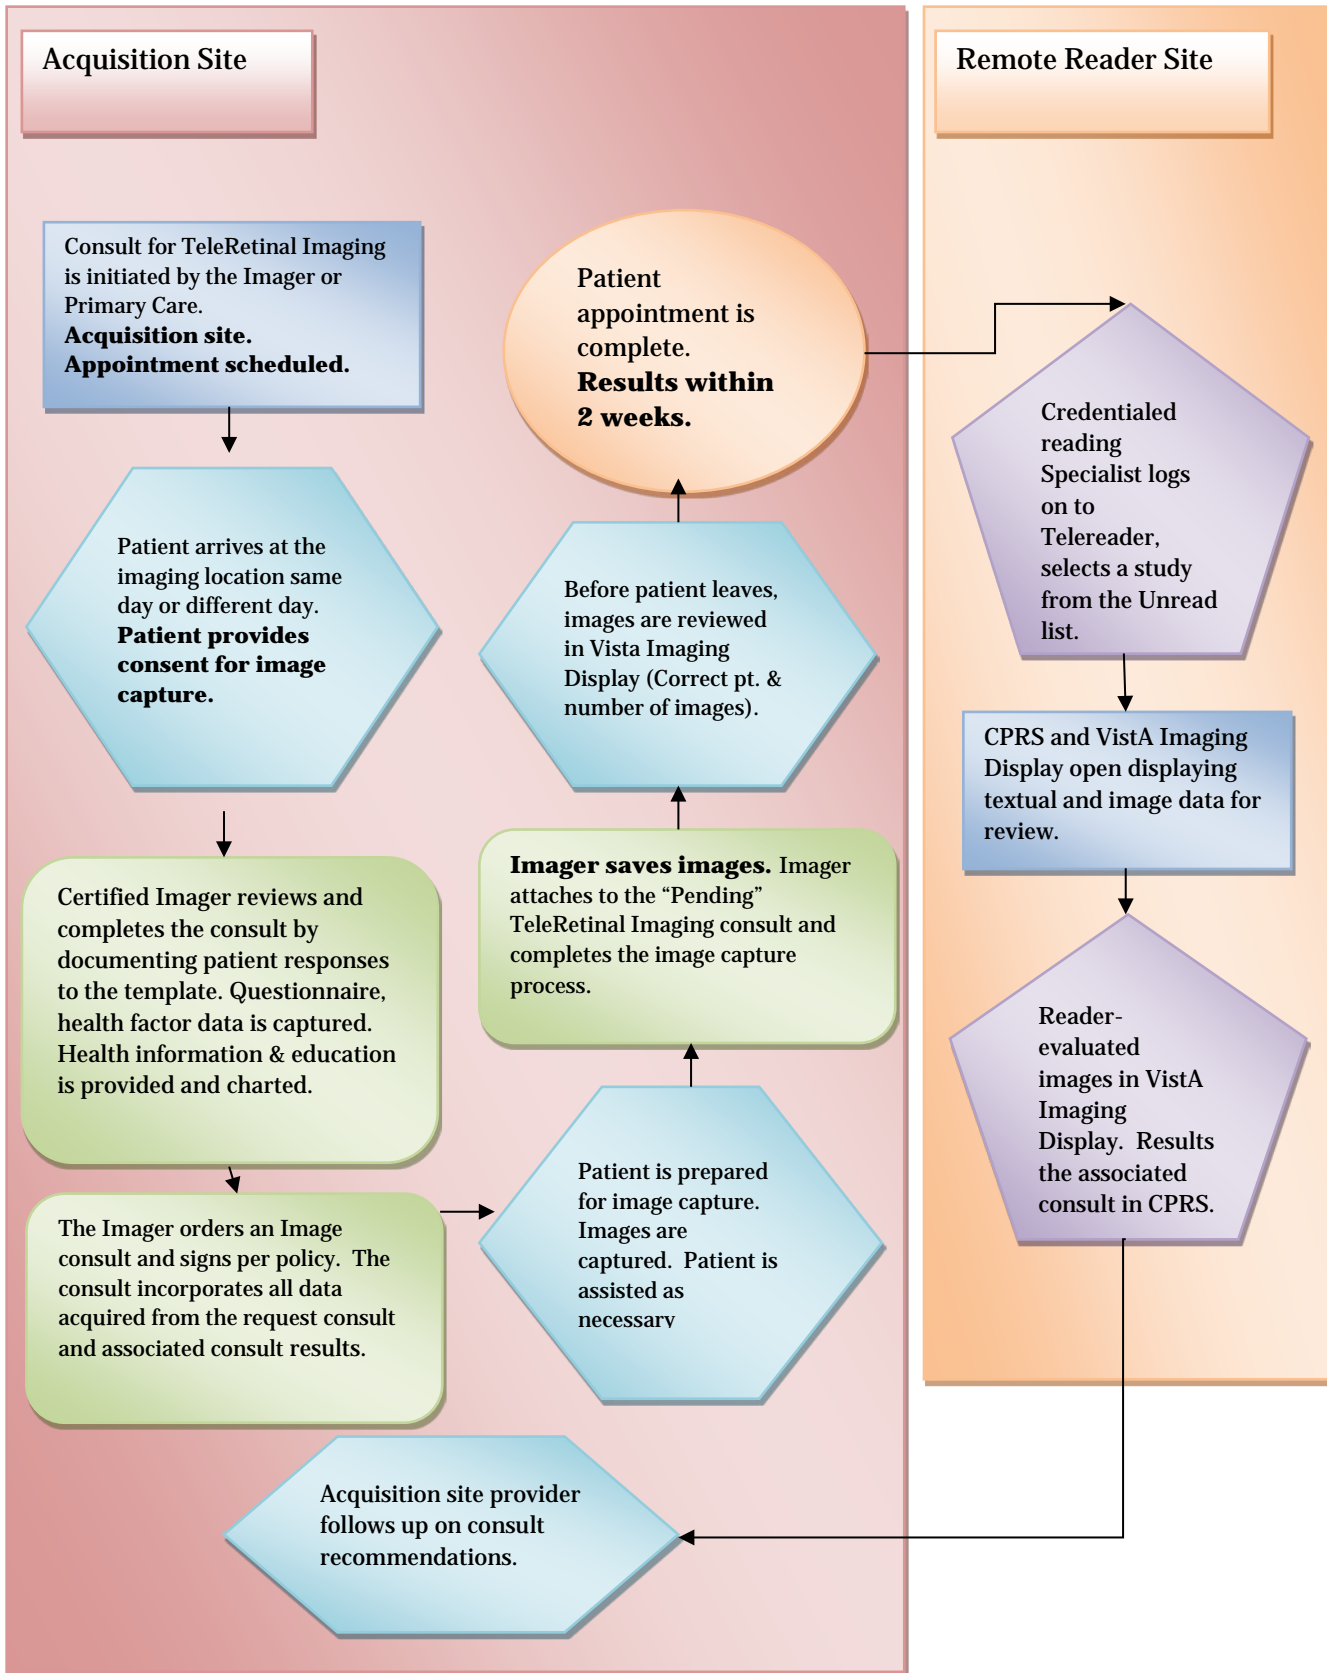 Acquisition Site
Consult for TeleRetinal Imaging
is initiated by the Imager or
Primary Care.
Acquisition site.
Appointment scheduled.
Patient arrives at the
imaging location same
day or different day.
Patient provides
consent for image
capture.
Certified Imager reviews and
completes the consult by
documenting patient responses
to the template. Questionnaire,
health factor data is captured.
Health information & education
is provided and charted.
The Imager orders an Image
consult and signs per policy.  The
consult incorporates all data
acquired from the request consult
and associated consult results.
Patient is prepared
for image capture.
Images are
captured.  Patient is
assisted as
necessary
Imager saves images. Imager
attaches to the “Pending”
TeleRetinal Imaging consult and
completes the image capture
process.
Before patient leaves,
images are reviewed
in Vista Imaging
Display (Correct pt. &
number of images).
Patient
appointment is
complete.
Results within
2 weeks.
Remote Reader Site
Credentialed
reading
Specialist logs
on to
Telereader,
selects a study
from the Unread
list.
CPRS and VistA Imaging
Display open displaying
textual and image data for
review.
Reader-
evaluated
images in VistA
Imaging
Display.  Results
the associated
consult in CPRS.
Acquisition site provider
follows up on consult
recommendations.